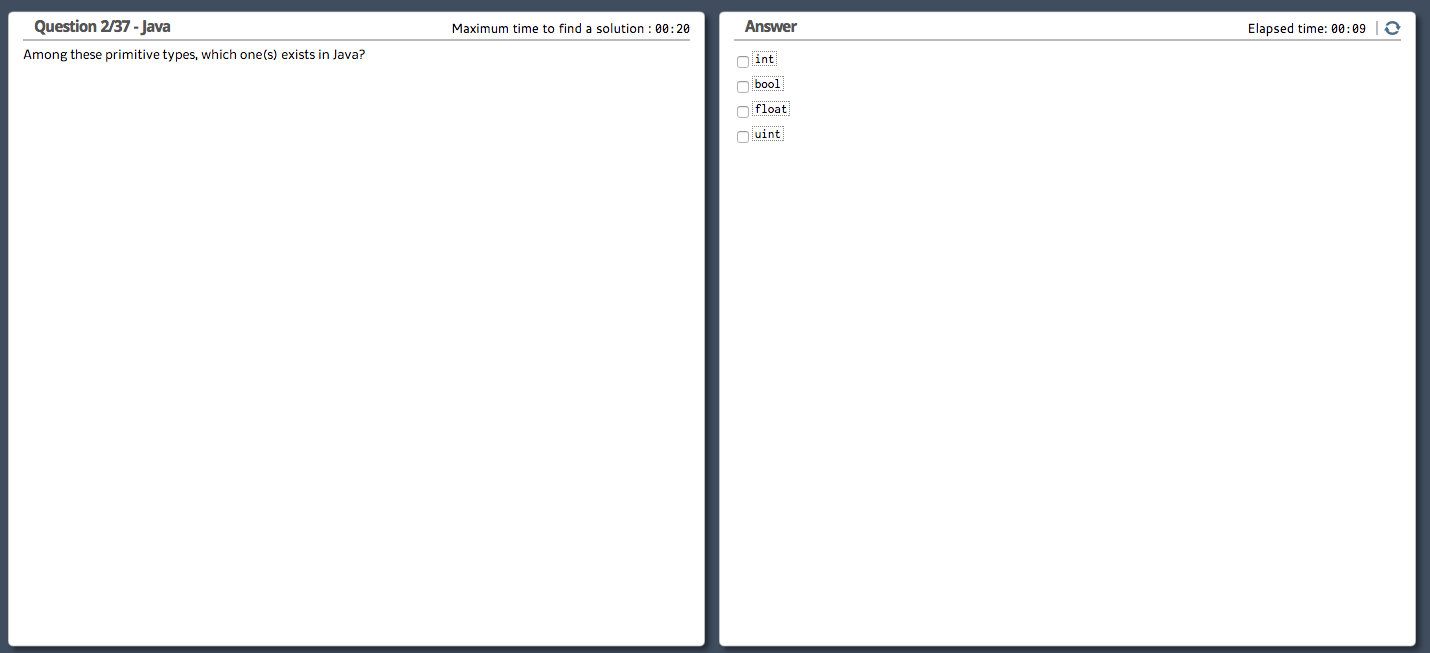 Question 2/37 - Java
Maximum time to find a solution : 00:20
Among these primitive types, which one(s) exists in Java?
Answer
Elapsed time: 00:09
int
bool
float
uint